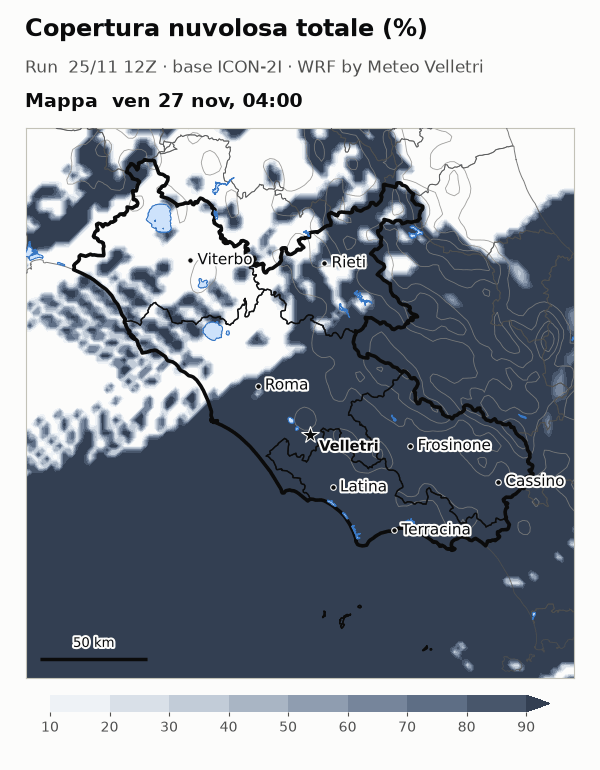 Copertura nuvolosa totale (%)
Run  25/11 12Z · base ICON-2I · WRF by Meteo Velletri
Mappa  ven 27 nov, 04:00
Viterbo
Rieti
Roma
Velletri
Frosinone
Latina
Cassino
Terracina
50 km
10 20 30 40 50 60 70 80 90